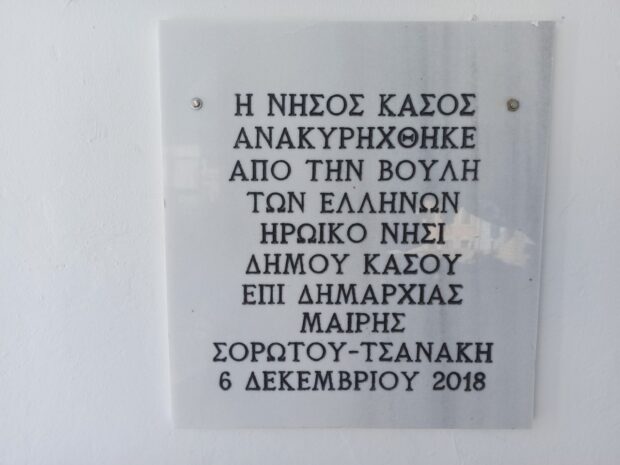 Η ΝΗΣΟΣ ΚΑΣΟΣ
ΑΝΑΚΥΡΗΧΘΗΚΕ
ΑΠΟ ΤΗΝ ΒΟΥΛΗ
ΤΩΝ ΕΛΛΗΝΩΝ
ΗΡΩΙΚΟ ΝΗΣΙ
ΔΗΜΟΥ ΚΑΣΟΥ
ΕΠΙ ΔΗΜΑΡΧΙΑΣ
ΜΑΙΡΗΣ
ΣΟΡΩΤΟΥ-ΤΣΑΝΑΚΗ
6 ΔΕΚΕΜΒΡΙΟΥ 2018